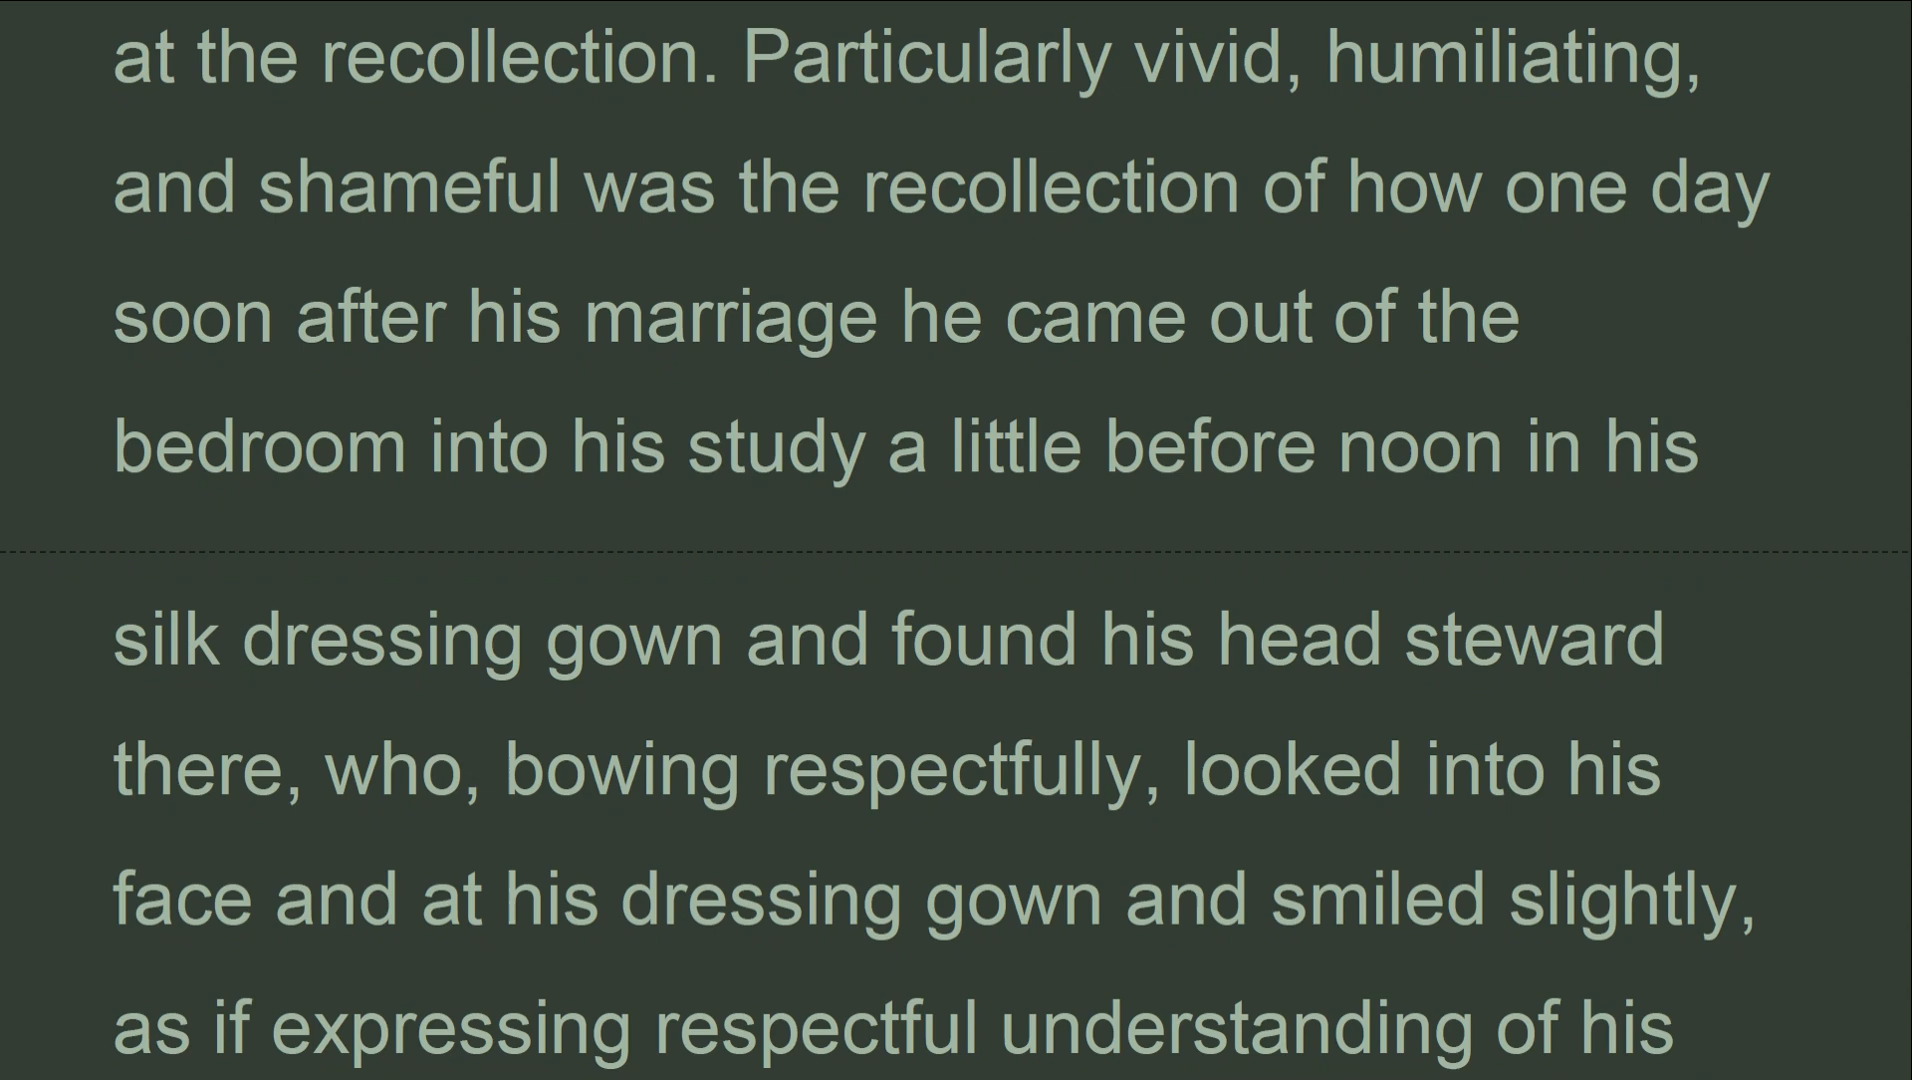 at the recollection. Particularly vivid, humiliating,
and shameful was the recollection of how one day
soon after his marriage he came out of the
bedroom into his study a little before noon in his
silk dressing gown and found his head steward
there, who, bowing respectfully, looked into his
face and at his dressing gown and smiled slightly,
as if expressing respectful understanding of his